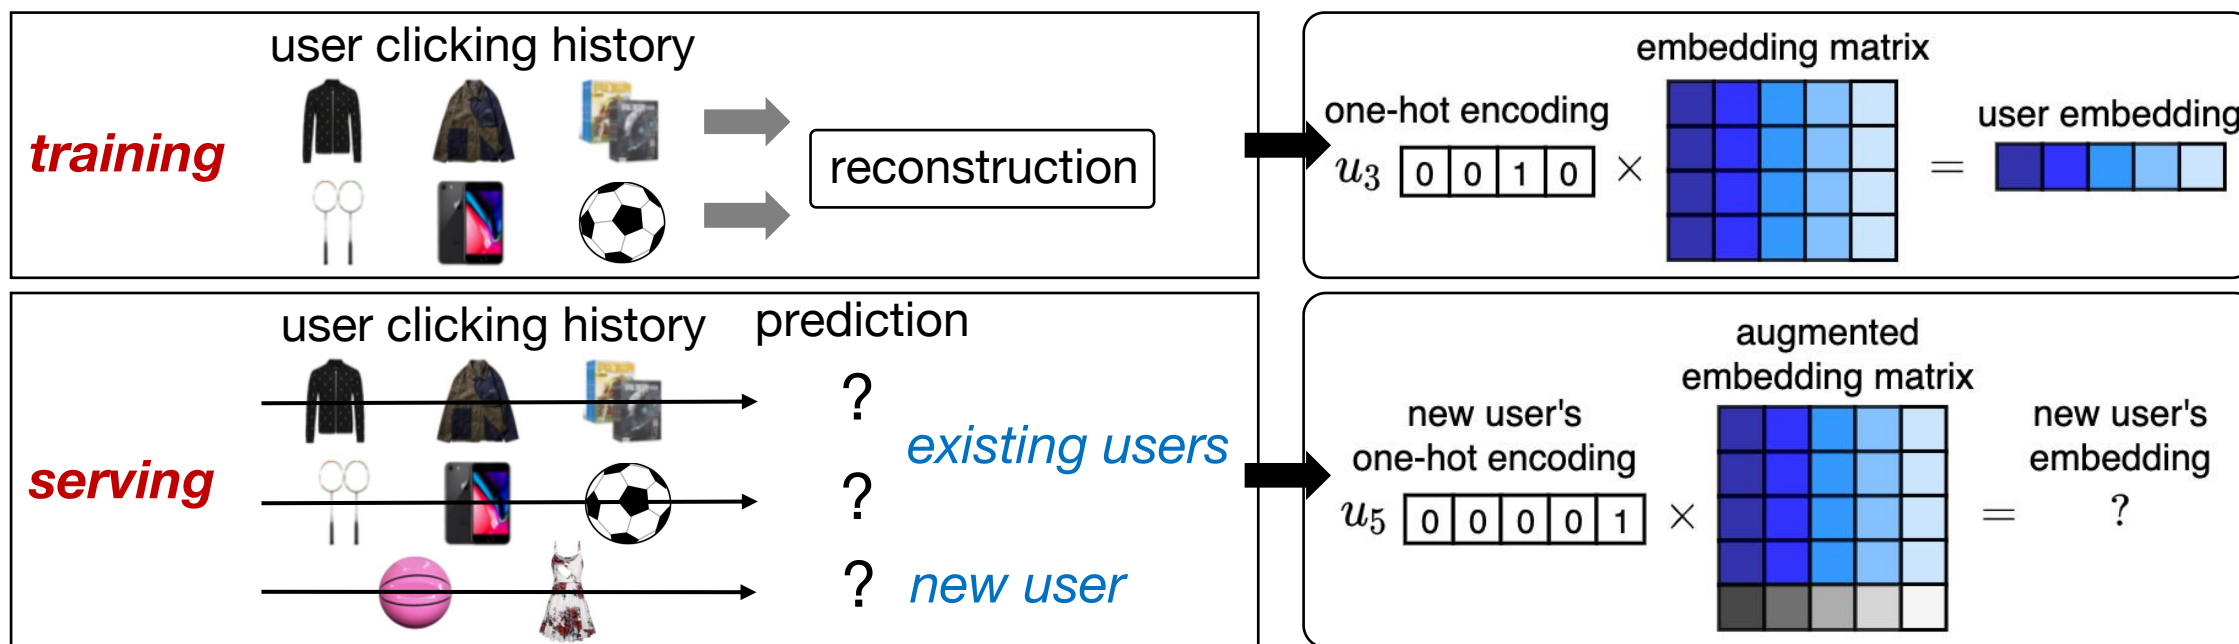 user clicking history
training
reconstruction
embedding matrix
one-hot encoding
u3 0 0 1 0 ×
=
user embedding
user clicking history
prediction
?
existing users
serving
?
? new user
augmented
embedding matrix
new user's
one-hot encoding
u5 0 0 0 0 1 ×
=
new user's
embedding
?